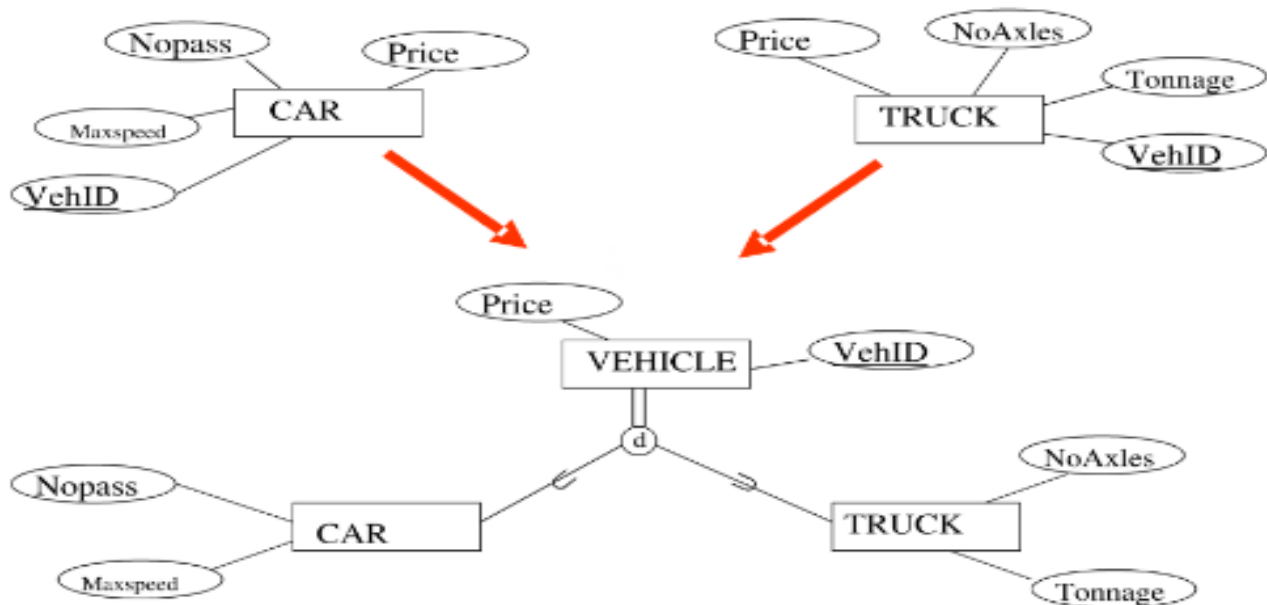 Nopass
Price
CAR
Maxspeed
VehID
Price
NoAxles
Tonnage
TRUCK
VehID
Price
VEHICLE
VehID
d
Nopass
CAR
Maxspeed
NoAxles
TRUCK
Tonnage